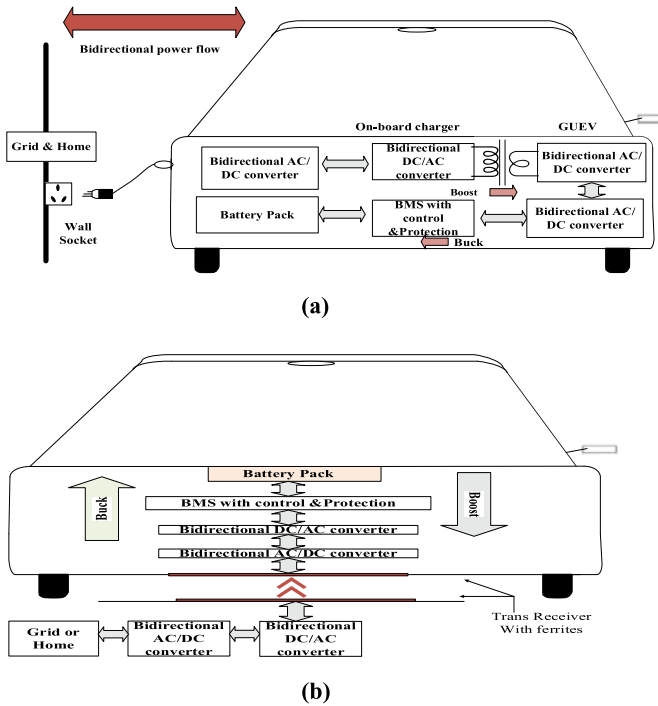 Bidirectional power flow
Grid & Home
Wall
Socket
On-board charger
GUEV
Bidirectional AC/
DC converter
Bidirectional
DC/AC
converter
Bidirectional AC/
DC converter
Boost
Battery Pack
BMS with
control
&Protection
Bidirectional AC/
DC converter
Buck
(a)
Battery Pack
Buck
BMS with control &Protection
Boost
Bidirectional DC/AC converter
Bidirectional AC/DC converter
Trans Receiver
With ferrites
Grid or
Home
Bidirectional
AC/DC
converter
Bidirectional
DC/AC
converter
(b)